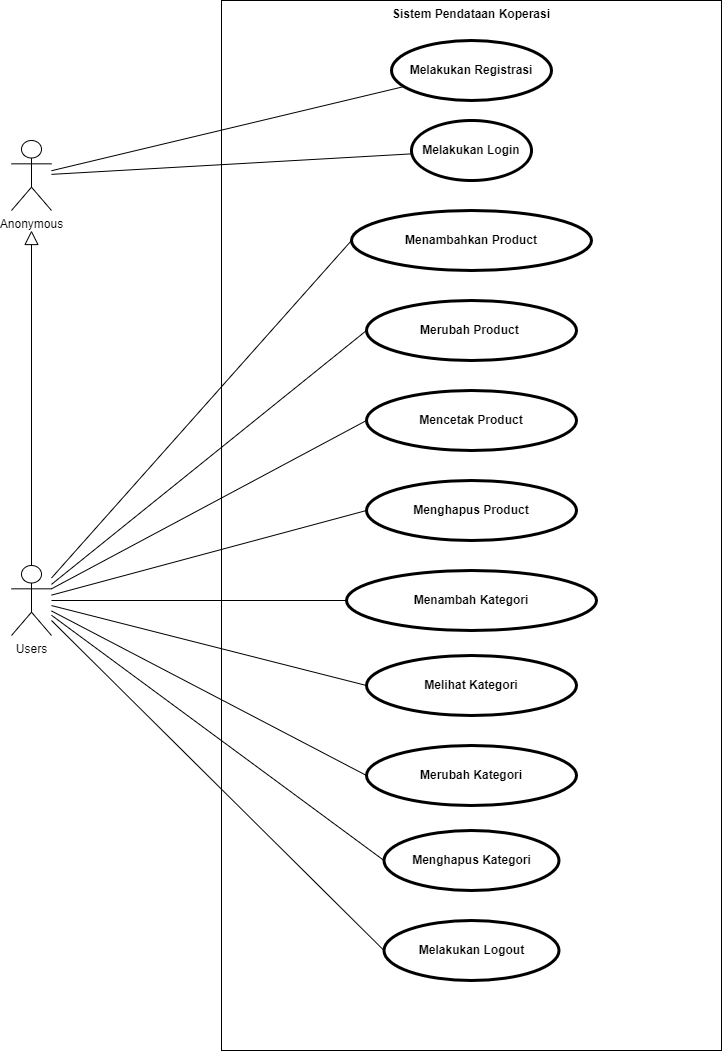 Sistem Pendataan Koperasi
Melakukan Registrasi
Melakukan Login
Anonymous
Menambahkan Product
Merubah Product
Mencetak Product
Menghapus Product
Menambah Kategori
Users
Melihat Kategori
Merubah Kategori
Menghapus Kategori
Melakukan Logout